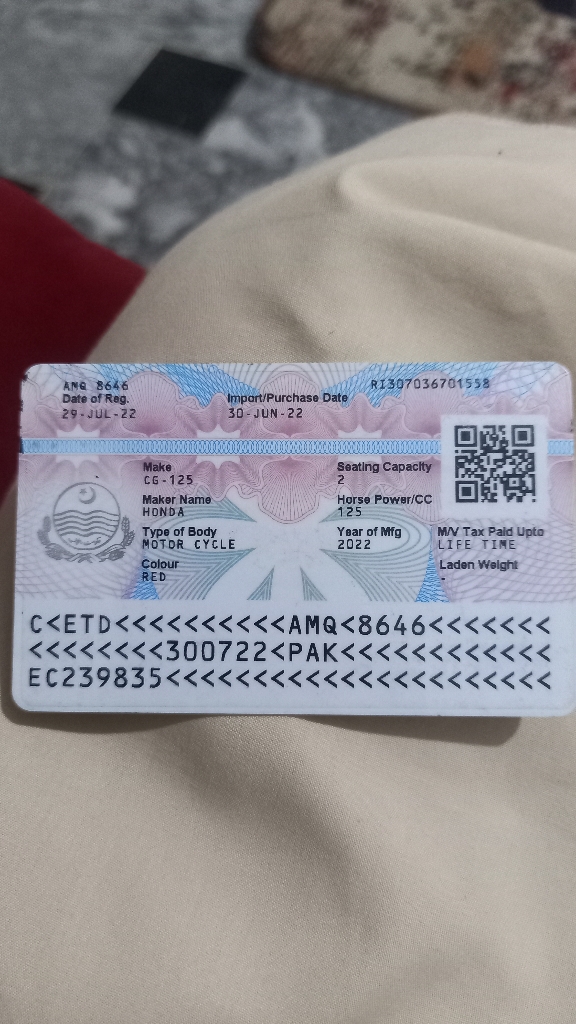 AMQ 8646 RI307036701558
Date of Reg. Import/Purchase Date
29-JUL-22 30-JUN-22
Make Seating Capacity
CG-125 2
Maker Name Horse Power/CC
HONDA 125
Type of Body Year of Mfg M/V Tax Paid Upto
MOTOR CYCLE 2022 LIFE TIME
Colour Laden Weight
RED -
C<ETD<<<<<<<<<<AMQ<8646<<<<<<<
<<<<<<<<300722<PAK<<<<<<<<<<<<
EC239835<<<<<<<<<<<<<<<<<<<<<<